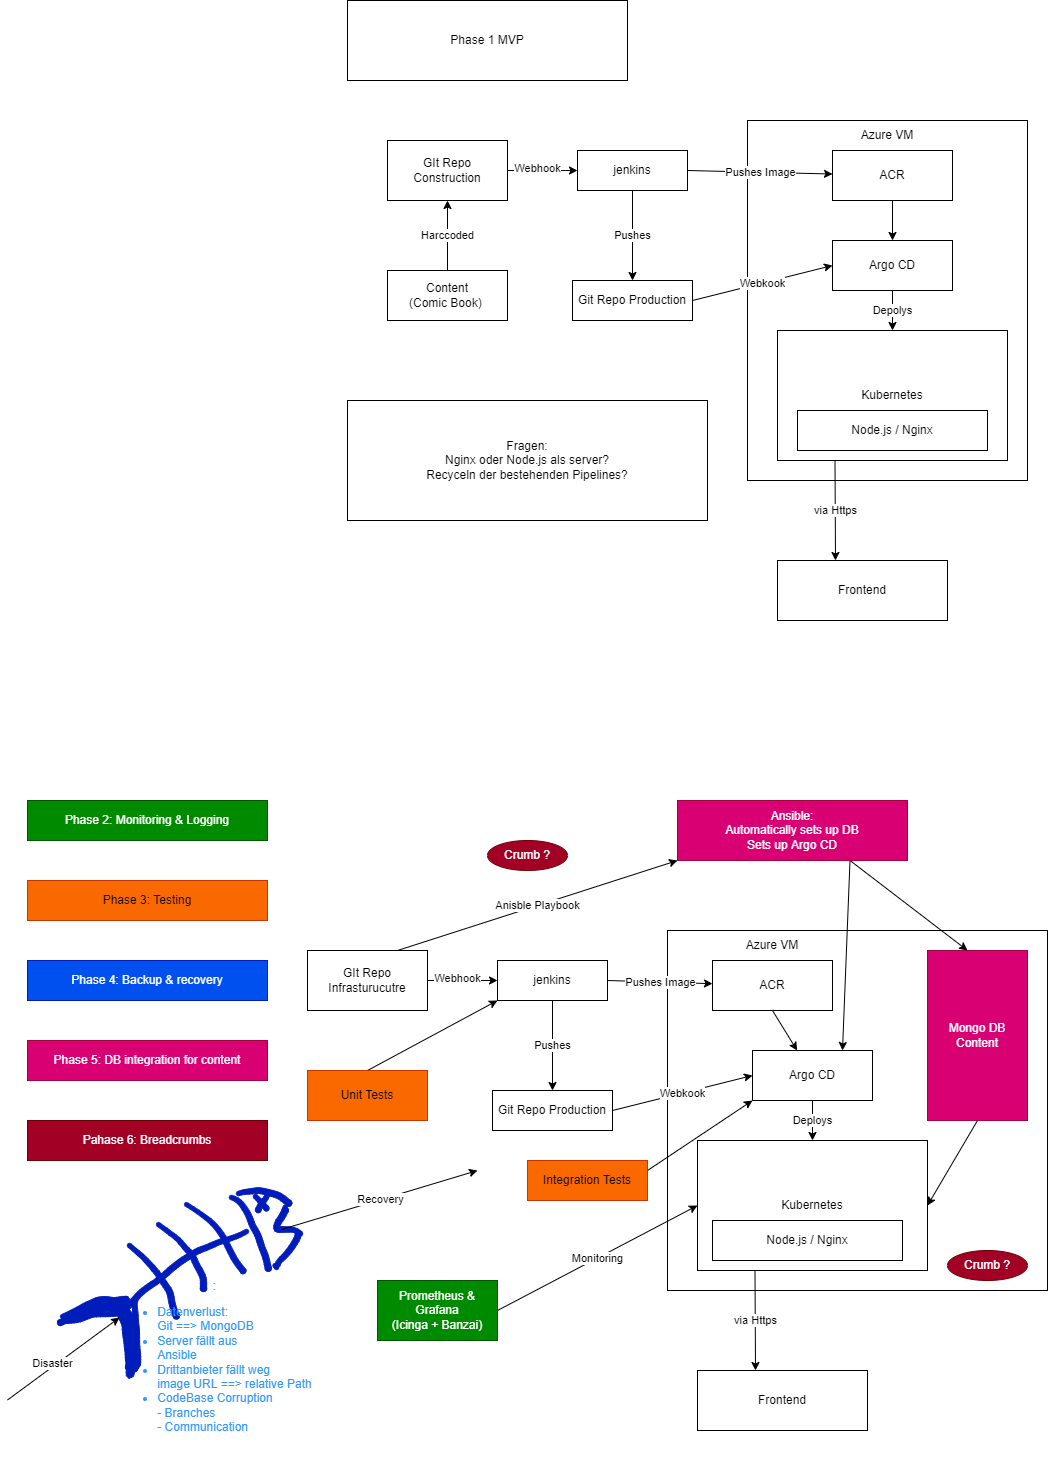 Phase 1 MVP
Azure VM
GIt Repo
Construction
Webhook
jenkins
Pushes Image
ACR
Harccoded
Pushes
Content
(Comic Book)
Git Repo Production
Webkook
Argo CD
Depolys
Kubernetes
Node.js / Nginx
Fragen:
Nginx oder Node.js als server?
Recyceln der bestehenden Pipelines?
via Https
Frontend
Phase 2: Monitoring & Logging
Phase 3: Testing
Phase 4: Backup & recovery
Phase 5: DB integration for content
Pahase 6: Breadcrumbs
Ansible:
Automatically sets up DB
Sets up Argo CD
Crumb ?
Anisble Playbook
Azure VM
GIt Repo
Infrasturucutre
Webhook
jenkins
Pushes Image
ACR
Mongo DB
Content
Pushes
Unit Tests
Git Repo Production
Webkook
Argo CD
Deploys
Integration Tests
Recovery
Kubernetes
Node.js / Nginx
Monitoring
Crumb ?
Prometheus &
Grafana
(Icinga + Banzai)
via Https
Frontend
Disaster
:
• Datenverlust:
Git ==> MongoDB
• Server fällt aus
Ansible
• Drittanbieter fällt weg
image URL ==> relative Path
• CodeBase Corruption
- Branches
- Communication